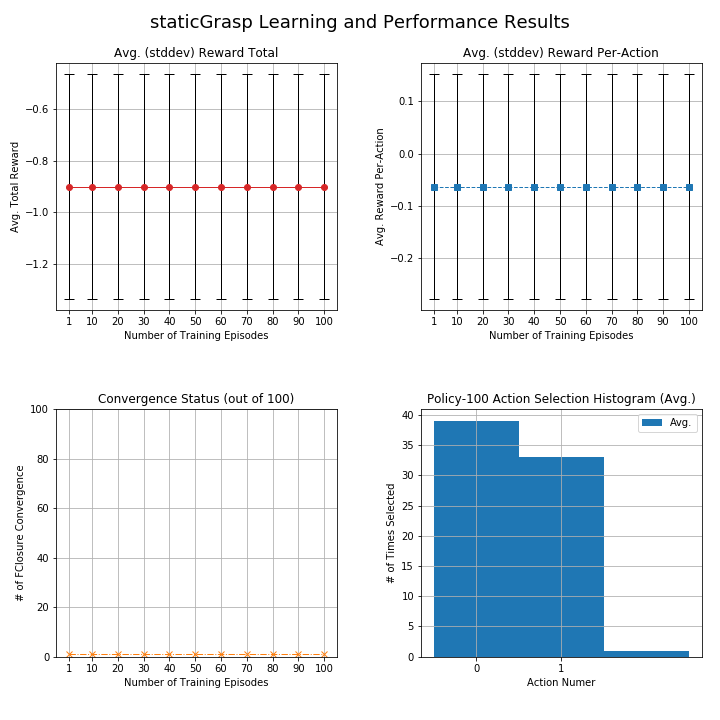 staticGrasp Learning and Performance Results
Avg. (stddev) Reward Total
−0.6
−0.8
−1.0
−1.2
Avg. Total Reward
1 10 20 30 40 50 60 70 80 90 100
Number of Training Episodes
Avg. (stddev) Reward Per-Action
0.1
0.0
−0.1
−0.2
Avg. Reward Per-Action
1 10 20 30 40 50 60 70 80 90 100
Number of Training Episodes
Convergence Status (out of 100)
100
80
60
40
20
0
# of FClosure Convergence
1 10 20 30 40 50 60 70 80 90 100
Number of Training Episodes
Policy-100 Action Selection Histogram (Avg.)
Avg.
40
35
30
25
20
15
10
5
0
# of Times Selected
0 1
Action Numer